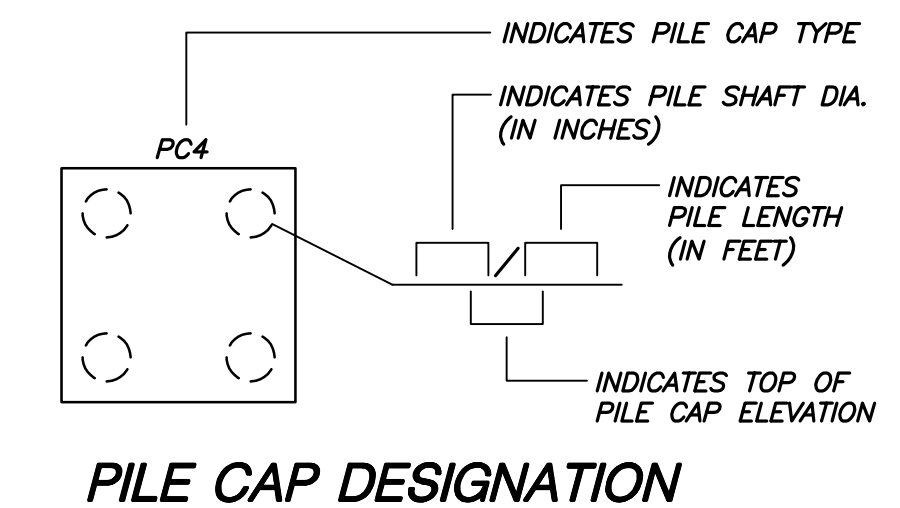 INDICATES PILE CAP TYPE
INDICATES PILE SHAFT DIA.
(IN INCHES)
PC4
INDICATES
PILE LENGTH
(IN FEET)
/
INDICATES TOP OF
PILE CAP ELEVATION
PILE CAP DESIGNATION